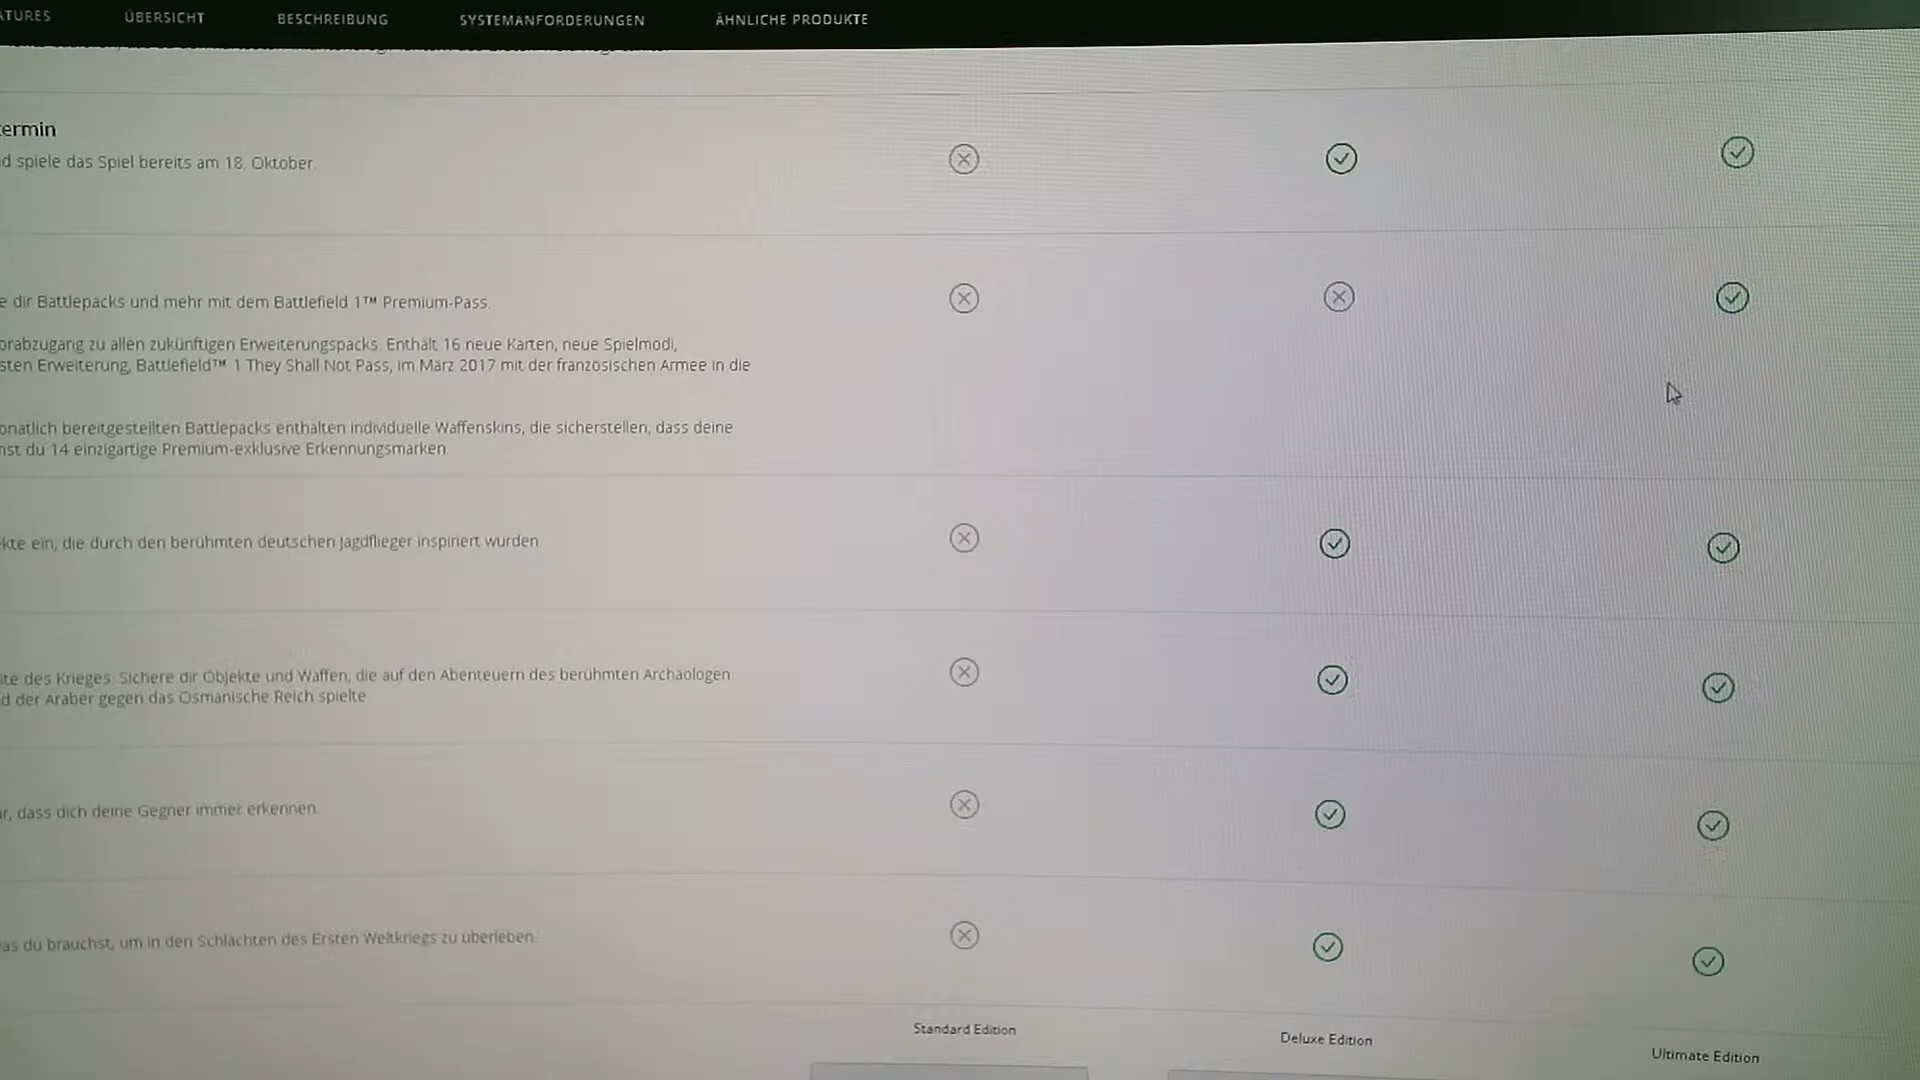 ATURES ÜBERSICHT BESCHREIBUNG SYSTEMANFORDERUNGEN ÄHNLICHE PRODUKTE
ermin
d spiele das Spiel bereits am 18. Oktober.
e dir Battlepacks und mehr mit dem Battlefield 1™ Premium-Pass.
orabzugang zu allen zukünftigen Erweiterungspacks. Enthält 16 neue Karten, neue Spielmodi,
sten Erweiterung, Battlefield™ 1 They Shall Not Pass, im März 2017 mit der französischen Armee in die
onatlich bereitgestellten Battlepacks enthalten individuelle Waffenskins, die sicherstellen, dass deine
nst du 14 einzigartige Premium-exklusive Erkennungsmarken.
kte ein, die durch den berühmten deutschen Jagdflieger inspiriert wurden.
ite des Krieges. Sichere dir Objekte und Waffen, die auf den Abenteuern des berühmten Archäologen
d der Araber gegen das Osmanische Reich spielte
r, dass dich deine Gegner immer erkennen.
as du brauchst, um in den Schlachten des Ersten Weltkriegs zu überleben.
Standard Edition Deluxe Edition Ultimate Edition